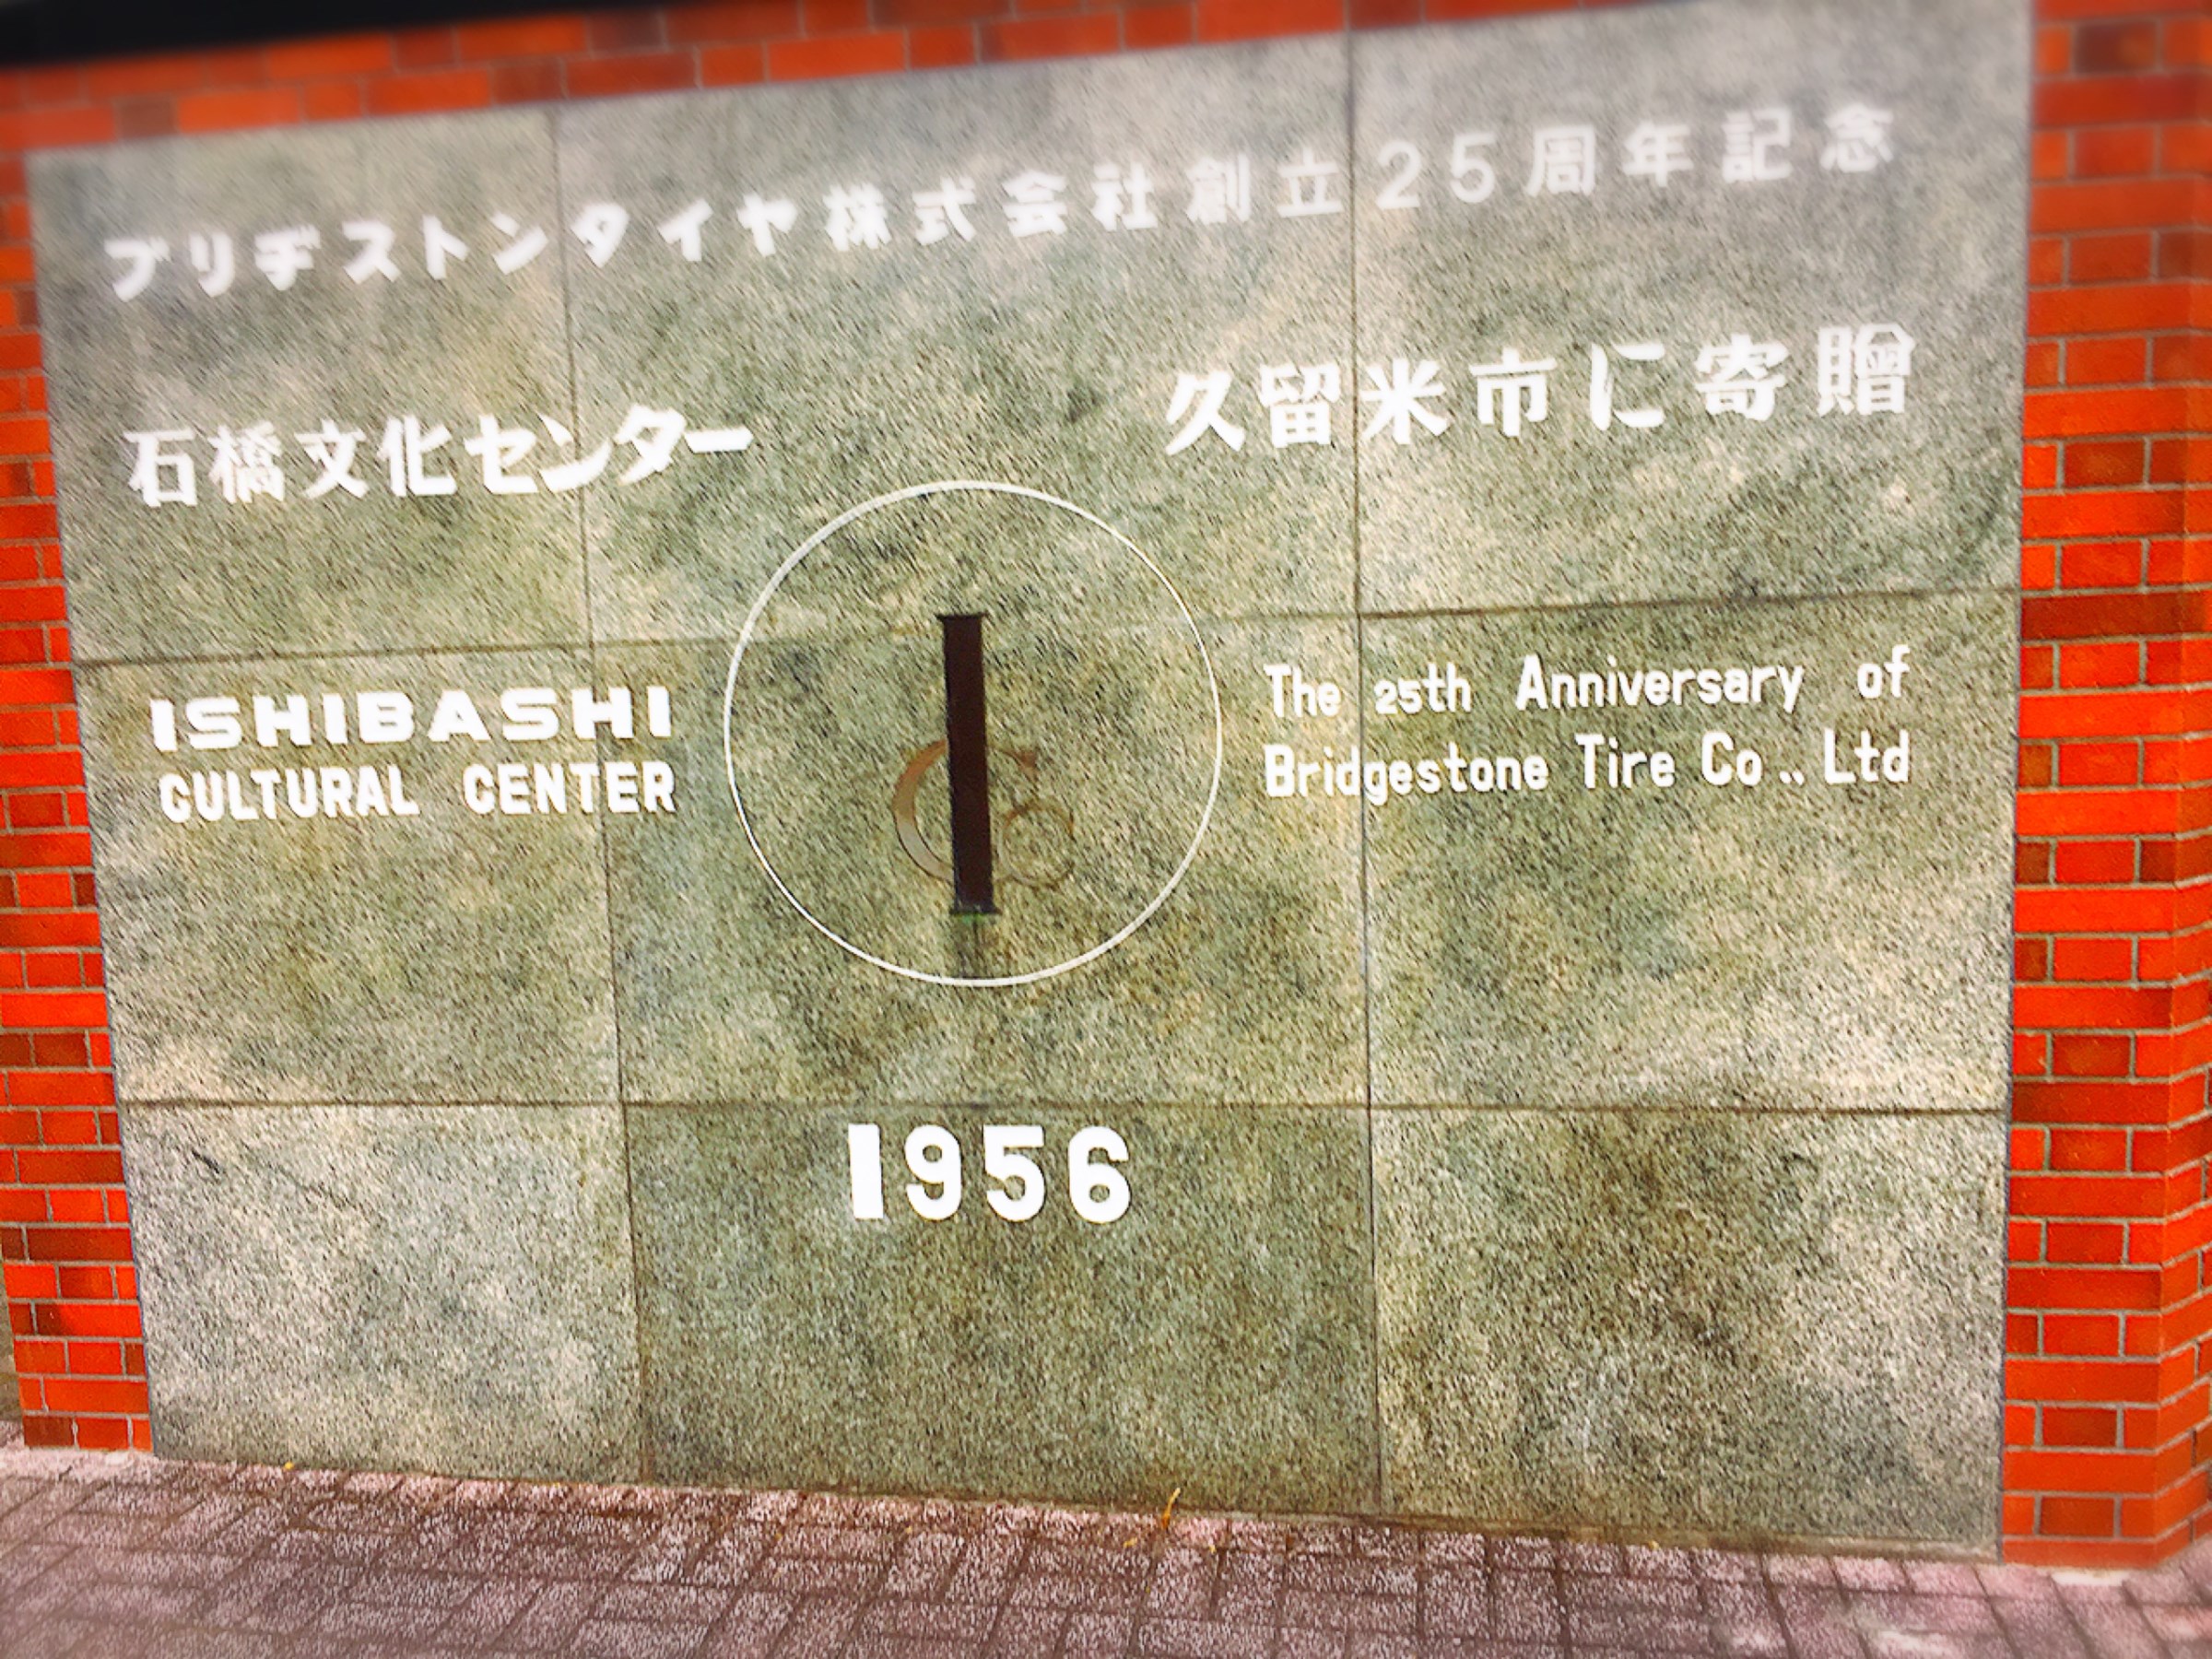 ブリヂストンタイヤ株式会社創立25周年記念
石橋文化センター 久留米市に寄贈
ISHIBASHI
CULTURAL CENTER
I
Co
The 25th Anniversary of
Bridgestone Tire Co.,. Ltd
1956